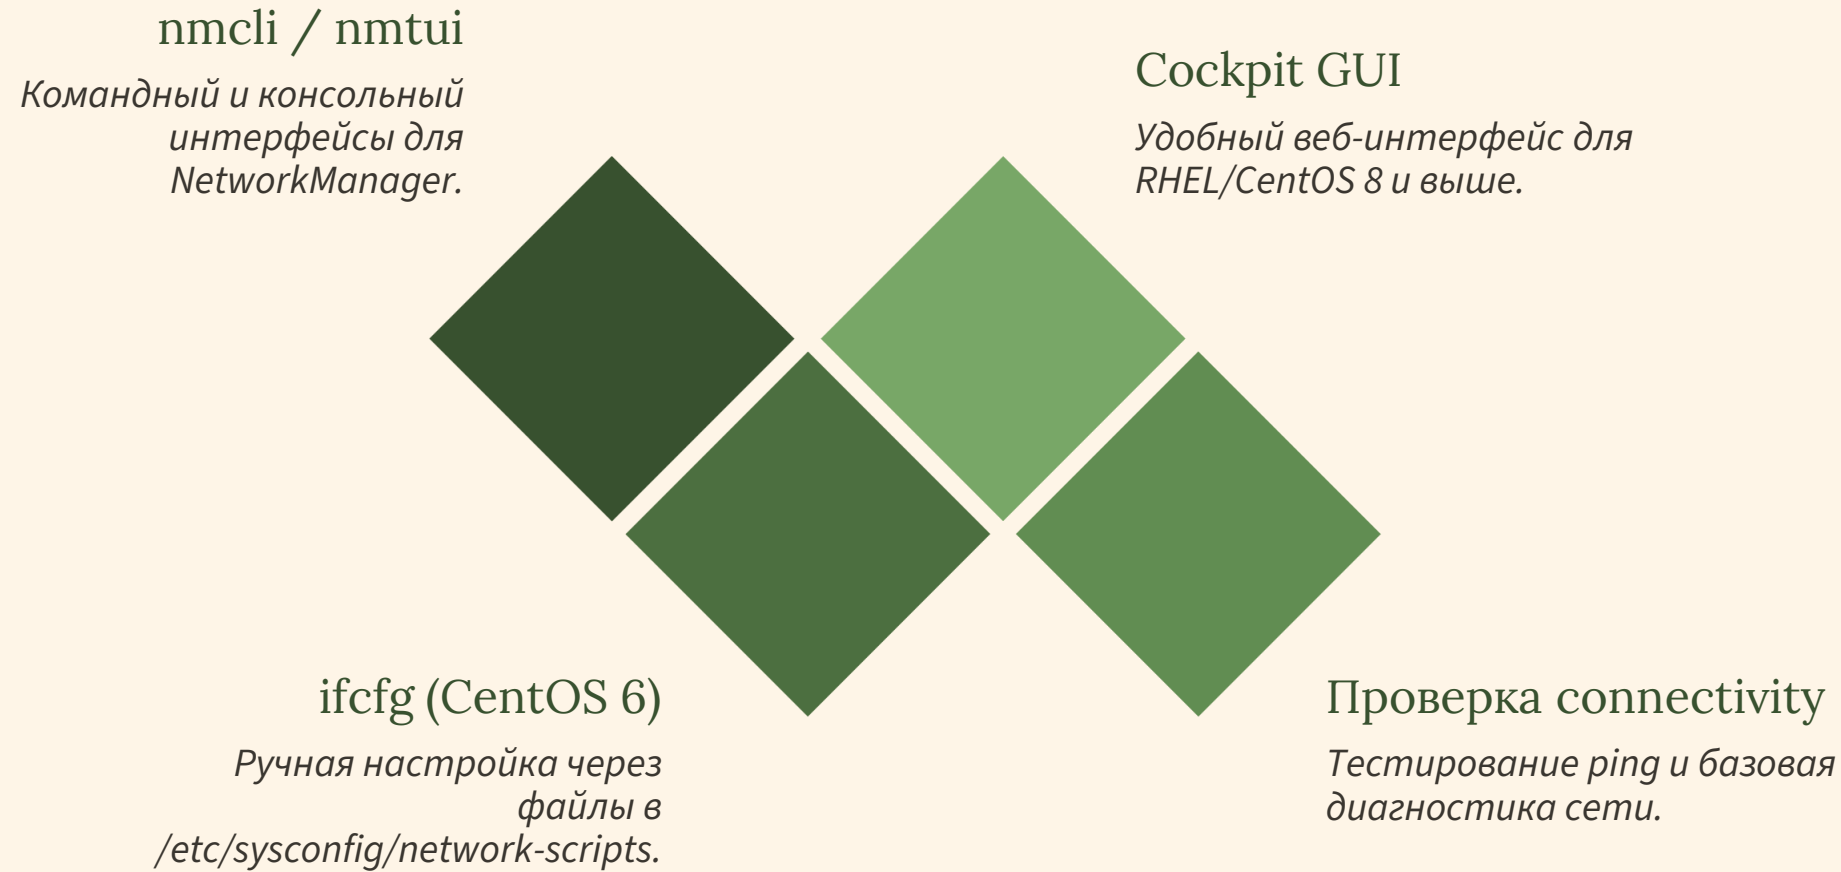 nmcli / nmtui
Командный и консольный
интерфейсы для
NetworkManager.
Cockpit GUI
Удобный веб-интерфейс для
RHEL/CentOS 8 и выше.
ifcfg (CentOS 6)
Ручная настройка через
файлы в
/etc/sysconfig/network-scripts.
Проверка connectivity
Тестирование ping и базовая
диагностика сети.